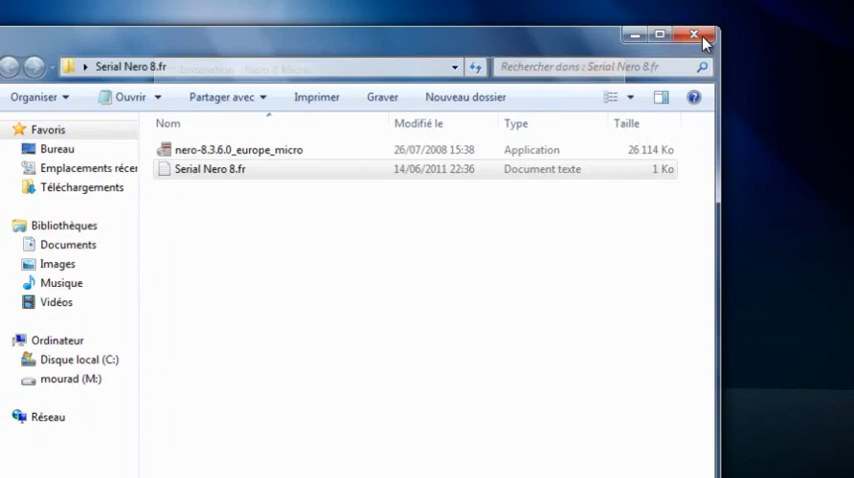 Serial Nero 8.fr
Rechercher dans : Serial Nero 8.fr
Organiser Ouvrir Partager avec Imprimer Graver Nouveau dossier
Nom Modifié le Type Taille
nero-8.3.6.0_europe_micro 26/07/2008 15:38 Application 26 114 Ko
Serial Nero 8.fr 14/06/2011 22:36 Document texte 1 Ko
Favoris
Bureau
Emplacements récer
Téléchargements
Bibliothèques
Documents
Images
Musique
Vidéos
Ordinateur
Disque local (C:)
mourad (M:)
Réseau